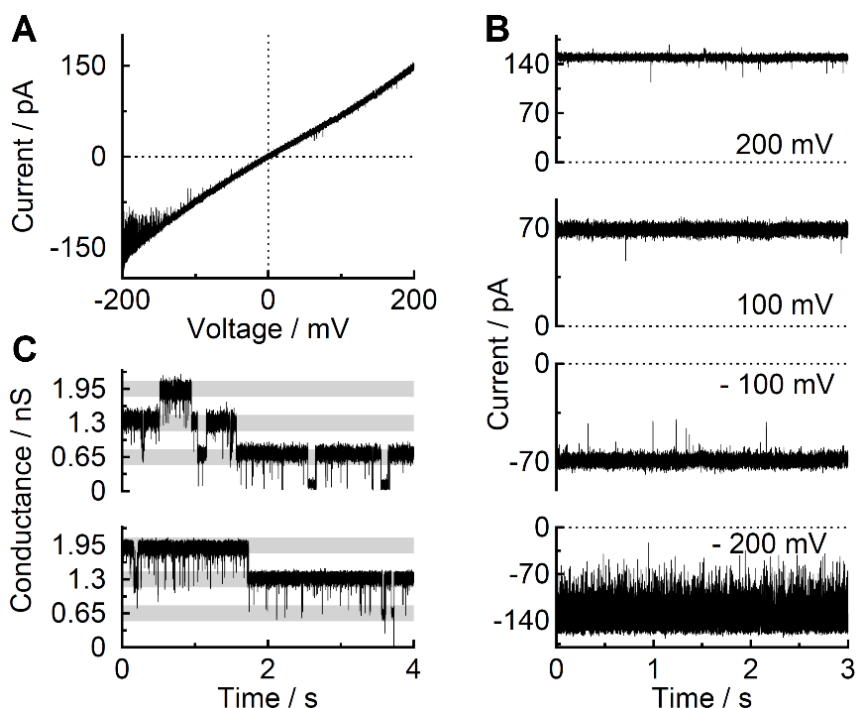 A
Current / pA
150
0
-150
-200
0
200
Voltage / mV
B
Current / pA
140
70
0
200 mV
70
0
100 mV
0
-70
- 100 mV
0
-70
-140
- 200 mV
0
1
2
3
Time / s
C
Conductance / nS
1.95
1.3
0.65
0
1.95
1.3
0.65
0
0
2
4
Time / s